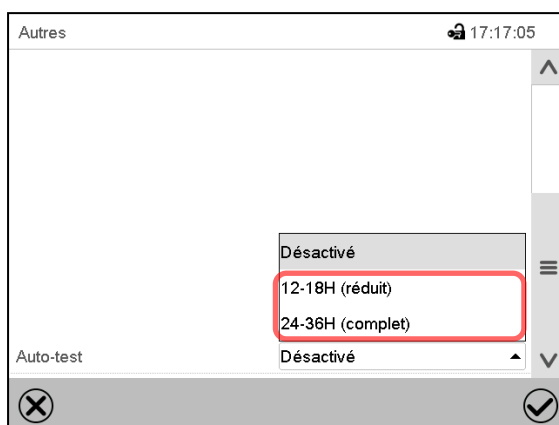 Autres 17:17:05
Désactivé
12-18H (réduit)
24-36H (complet)
Auto-test Désactivé